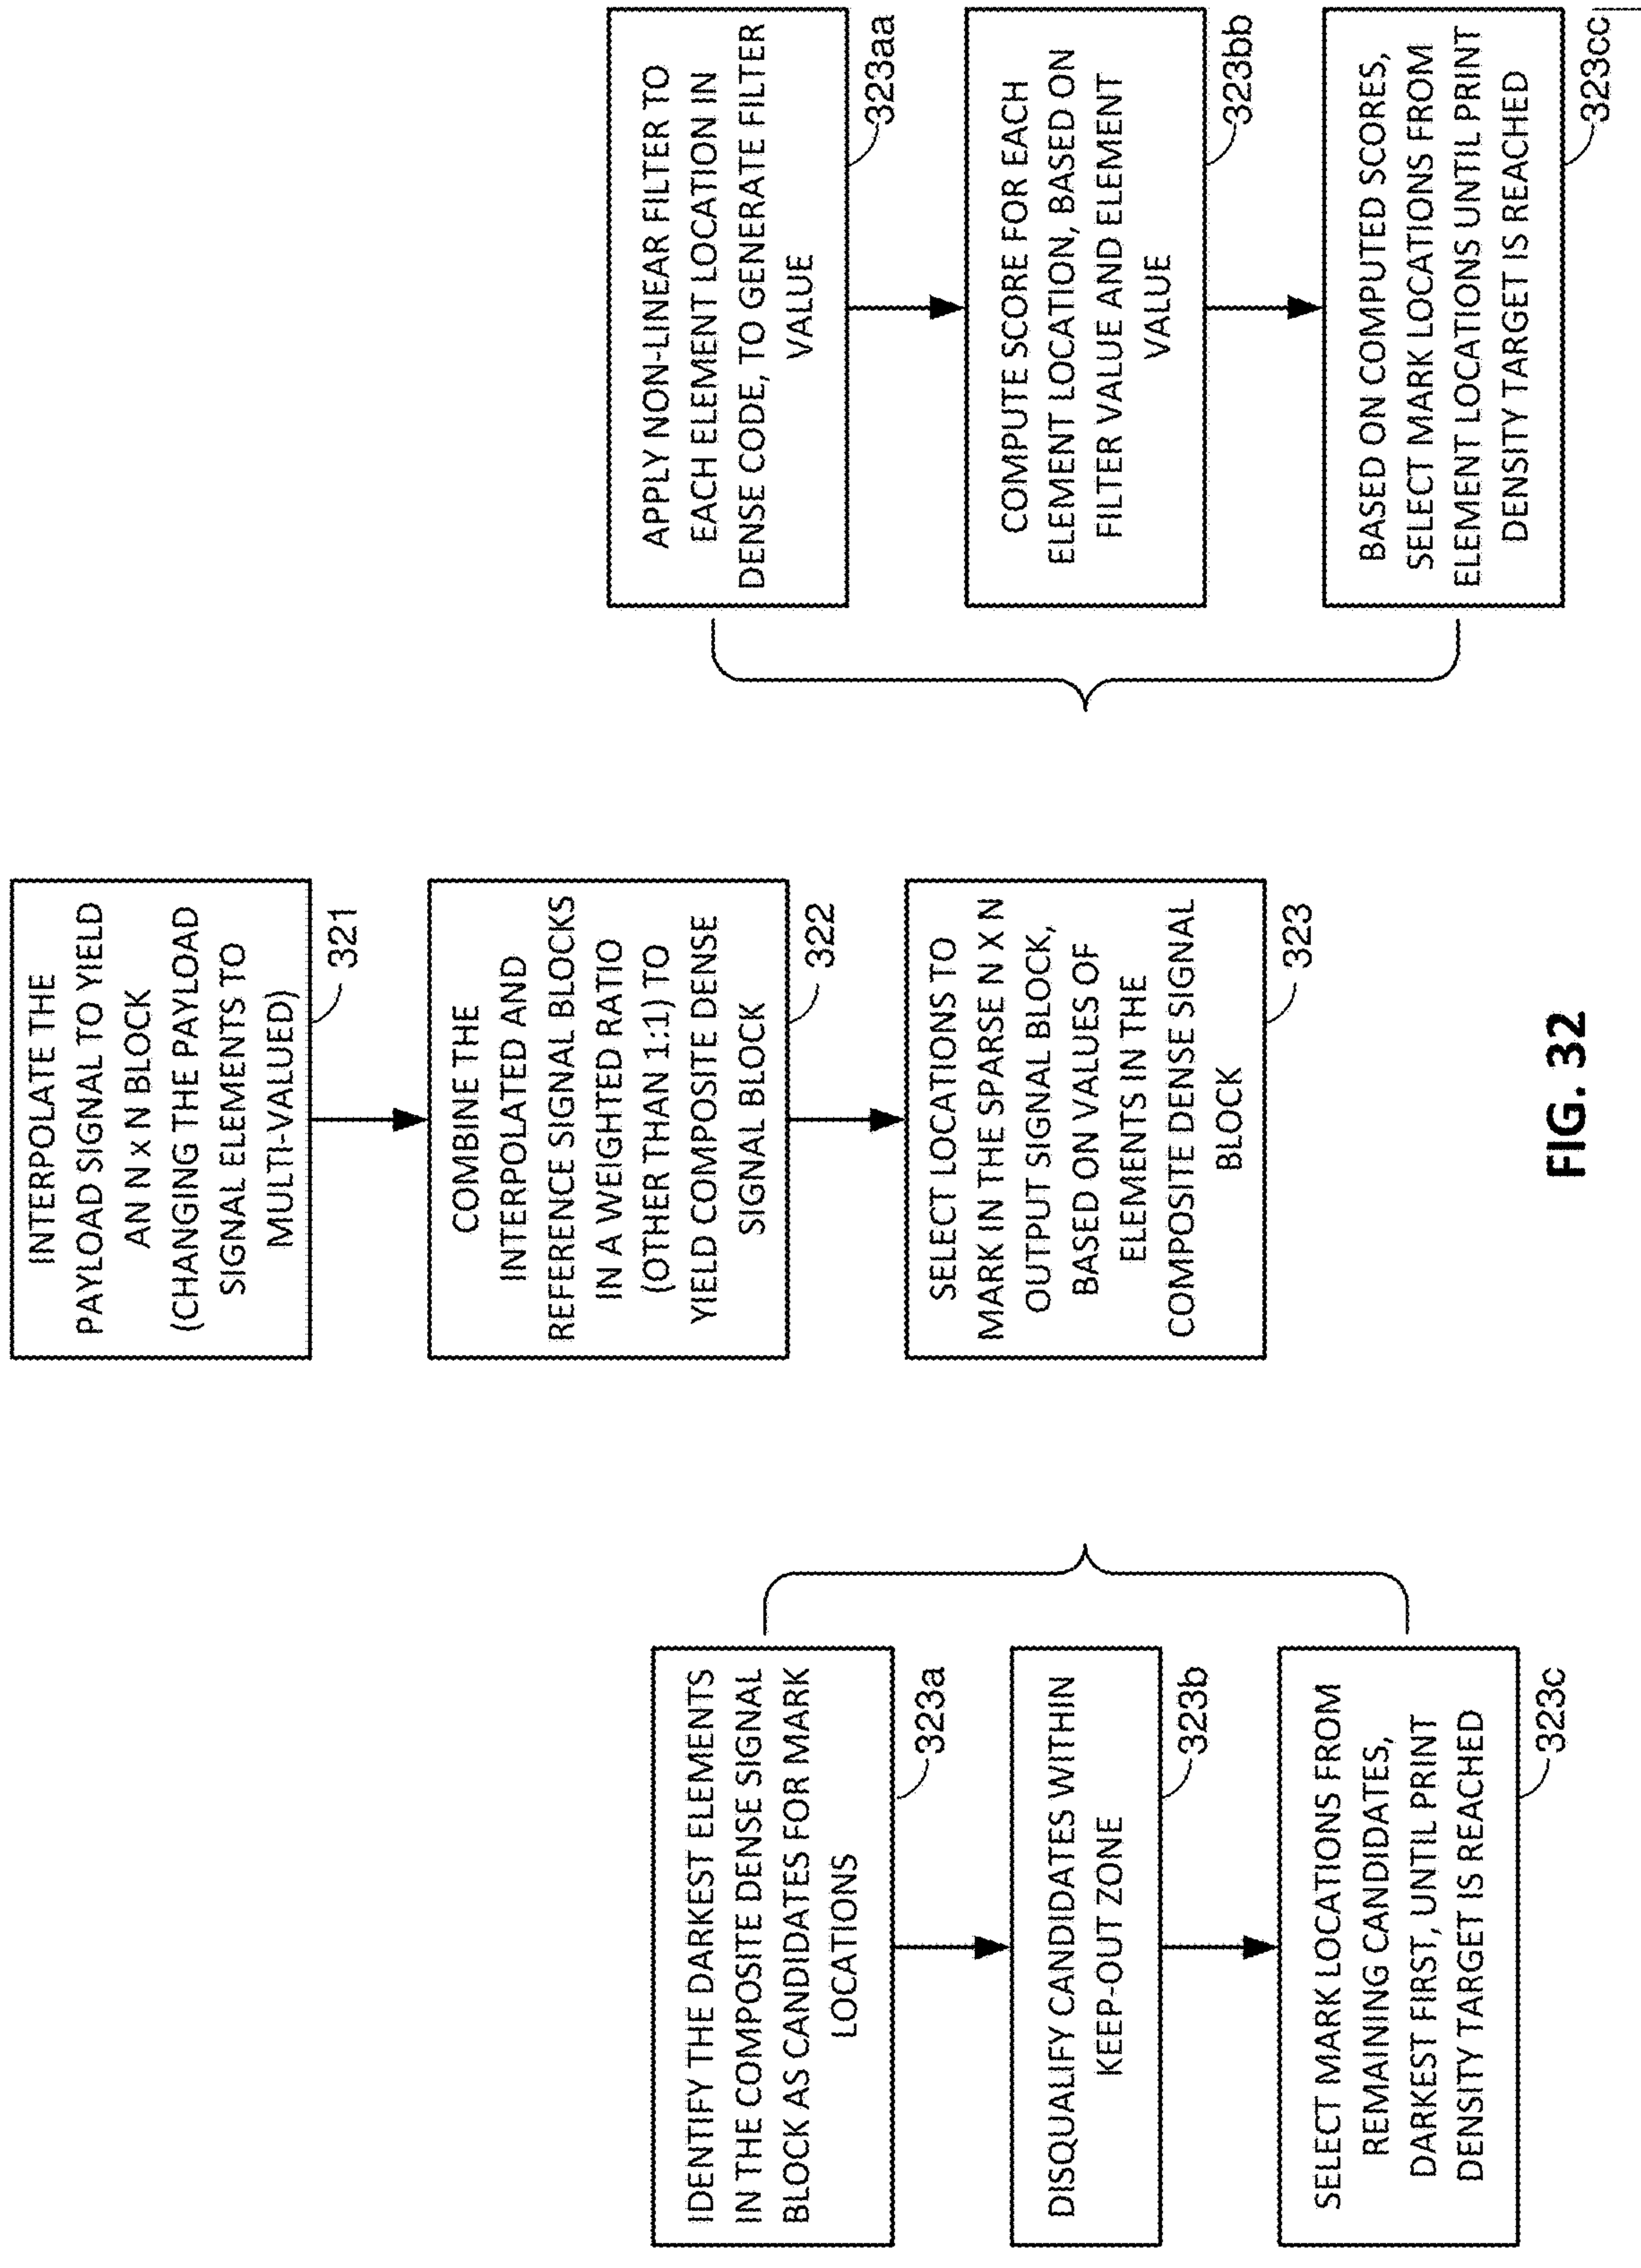 INTERPOLATE THE
PAYLOAD SIGNAL TO YIELD
AN N x N BLOCK
(CHANGING THE PAYLOAD
SIGNAL ELEMENTS TO
MULTI-VALUED)
321
COMBINE THE
INTERPOLATED AND
REFERENCE SIGNAL BLOCKS
IN A WEIGHTED RATIO
(OTHER THAN 1:1) TO
YIELD COMPOSITE DENSE
SIGNAL BLOCK
322
SELECT LOCATIONS TO
MARK IN THE SPARSE N X N
OUTPUT SIGNAL BLOCK,
BASED ON VALUES OF
ELEMENTS IN THE
COMPOSITE DENSE SIGNAL
BLOCK
323
IDENTIFY THE DARKEST ELEMENTS
IN THE COMPOSITE DENSE SIGNAL
BLOCK AS CANDIDATES FOR MARK
LOCATIONS
323a
DISQUALIFY CANDIDATES WITHIN
KEEP-OUT ZONE
323b
SELECT MARK LOCATIONS FROM
REMAINING CANDIDATES,
DARKEST FIRST, UNTIL PRINT
DENSITY TARGET IS REACHED
323c
APPLY NON-LINEAR FILTER TO
EACH ELEMENT LOCATION IN
DENSE CODE, TO GENERATE FILTER
VALUE
323aa
COMPUTE SCORE FOR EACH
ELEMENT LOCATION, BASED ON
FILTER VALUE AND ELEMENT
VALUE
323bb
BASED ON COMPUTED SCORES,
SELECT MARK LOCATIONS FROM
ELEMENT LOCATIONS UNTIL PRINT
DENSITY TARGET IS REACHED
323cc
FIG. 32